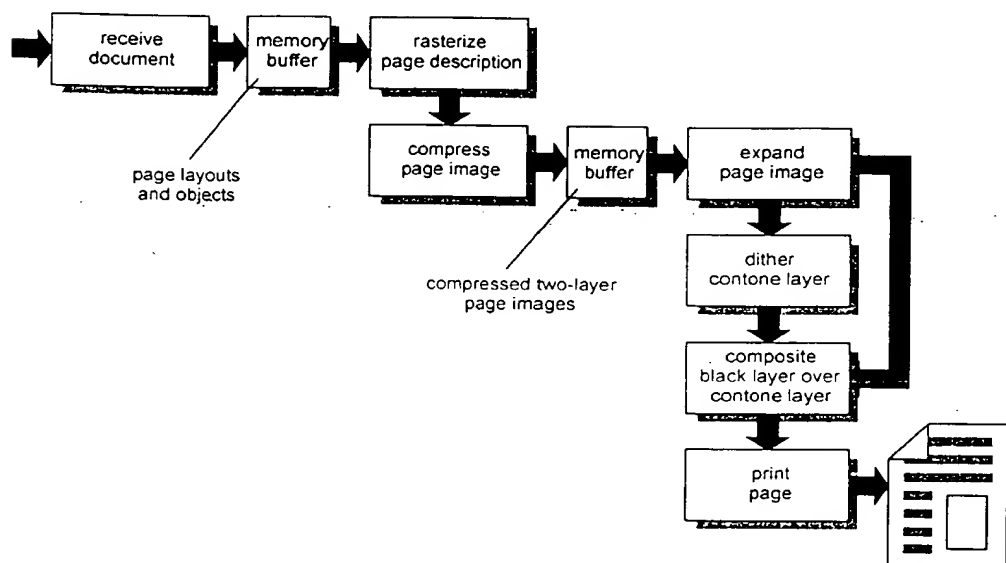 receive
document
memory
buffer
rasterize
page description
compress
page image
memory
buffer
expand
page image
page layouts
and objects
dither
contone layer
compressed two-layer
page images
composite
black layer over
contone layer
print
page